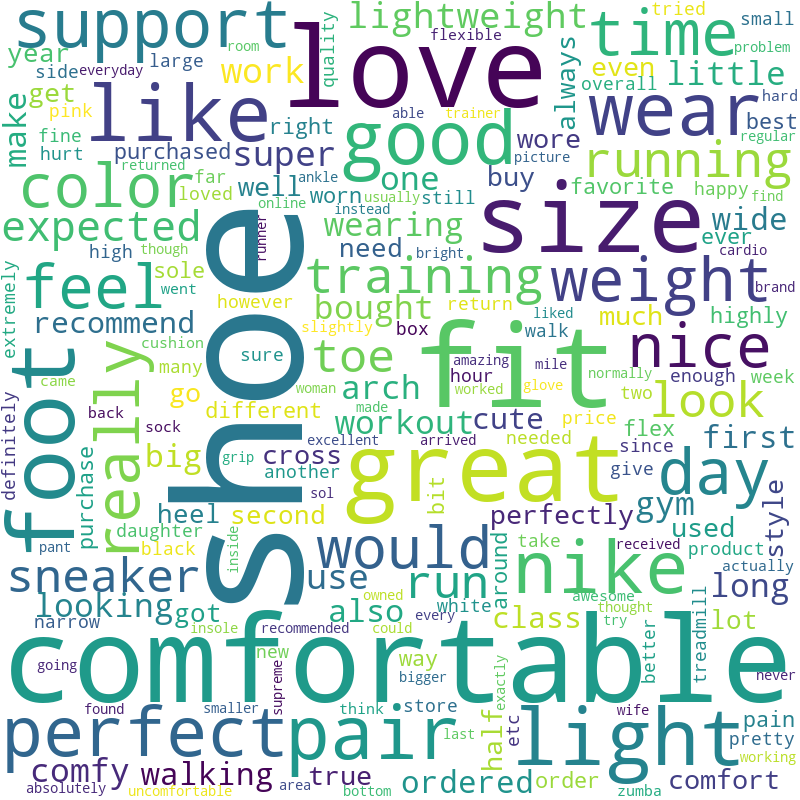 support
love
lightweight
flexible
quality
tried
small
time
problem
year
room
side
everyday
large
work
always
even
little
overall
hard
get
pink
like
able
trainer
wear
best
regular
make
fine
hurt
right
good
picture
running
purchased
returned
super
wore
buy
color
far
loved
well
ankle
one
favorite
happy
find
worn
usually
still
online
instead
size
wide
expected
shoe
runner
wearing
ever
high
though
need
bright
cardio
sole
went
training
weight
brand
extremely
feel
however
bought
return
liked
much
highly
recommend
slightly
box
walk
nice
foot
cushion
sure
toe
fit
amazing
mile
normally
enough
week
really
many
hour
glove
came
woman
arch
worked
two
look
go
made
definitely
back
different
workout
cute
price
sock
needed
flex
since
first
purchase
big
grip
excellent
arrived
cross
great
give
day
another
style
heel
sol
daughter
second
bit
perfectly
gym
used
black
inside
pant
would
around
take
received
product
sneaker
use
run
nike
actually
long
looking
owned
awesome
got
also
white
class
thought
treadmill
narrow
insole
every
try
lot
recommended
could
better
new
way
going
comfortable
bigger
exactly
never
supreme
found
smaller
think
store
wife
perfect
pair
half
etc
light
pain
last
pretty
comfy
walking
true
working
ordered
order
comfort
absolutely
uncomfortable
area
bottom
zumba